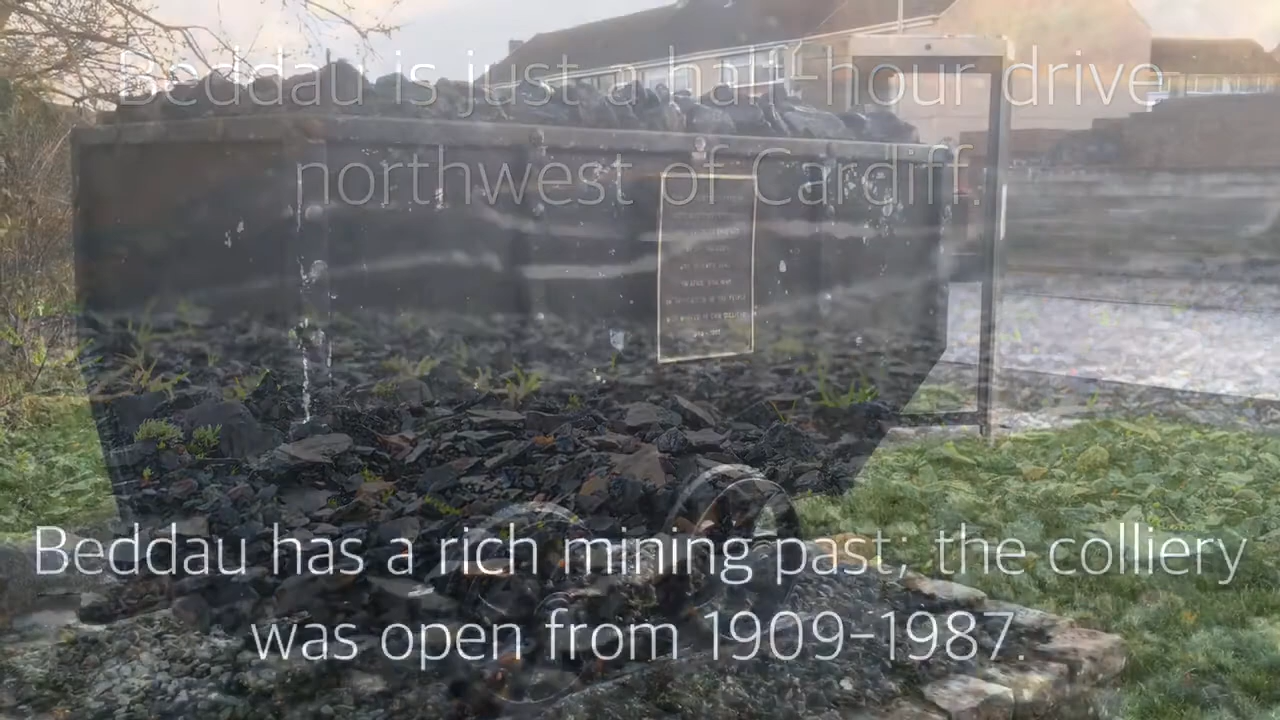 Beddau is just a half-hour drive
northwest of Cardiff.
Beddau has a rich mining past; the colliery
was open from 1909-1987.